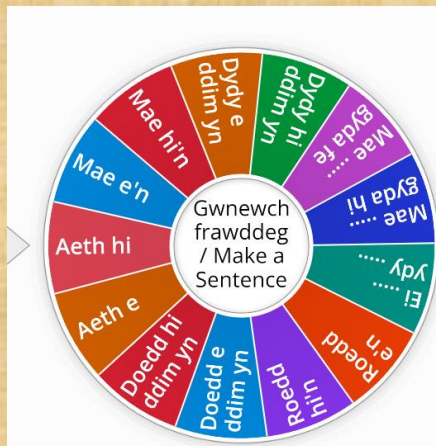 Gwnewch
frawddeg
/ Make a
Sentence
Dydy e
ddim yn
Dydy hi
ddim yn
Mae .....
gyda fe
Mae .....
gyda hi
Ei .....
ydy .....
Roedd
e'n
Roedd
hi'n
Doedd e
ddim yn
Doedd hi
ddim yn
Aeth e
Aeth hi
Mae e'n
Mae hi'n